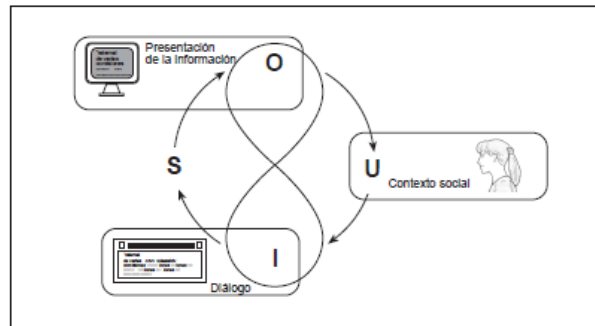 Presentación
de la Información
O
S
U
Contexto social
I
Diálogo